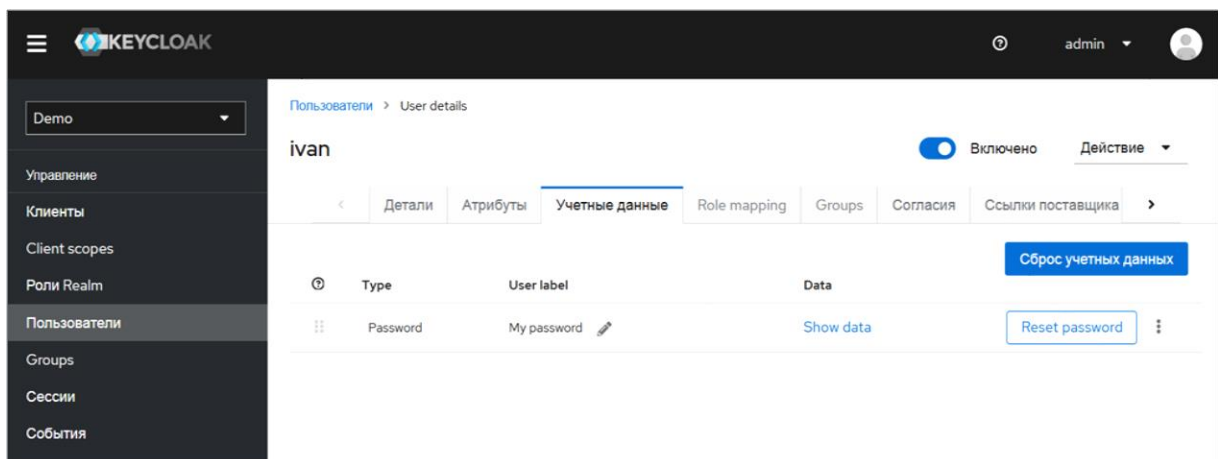 KEYCLOAK
admin
Demo
Управление
Клиенты
Client scopes
Роли Realm
Пользователи
Groups
Сессии
События
Пользователи > User details
ivan
Включено
Действие
Детали Атрибуты Учетные данные Role mapping Groups Согласия Ссылки поставщика
Сброс учетных данных
Type User label Data
Password My password Show data Reset password